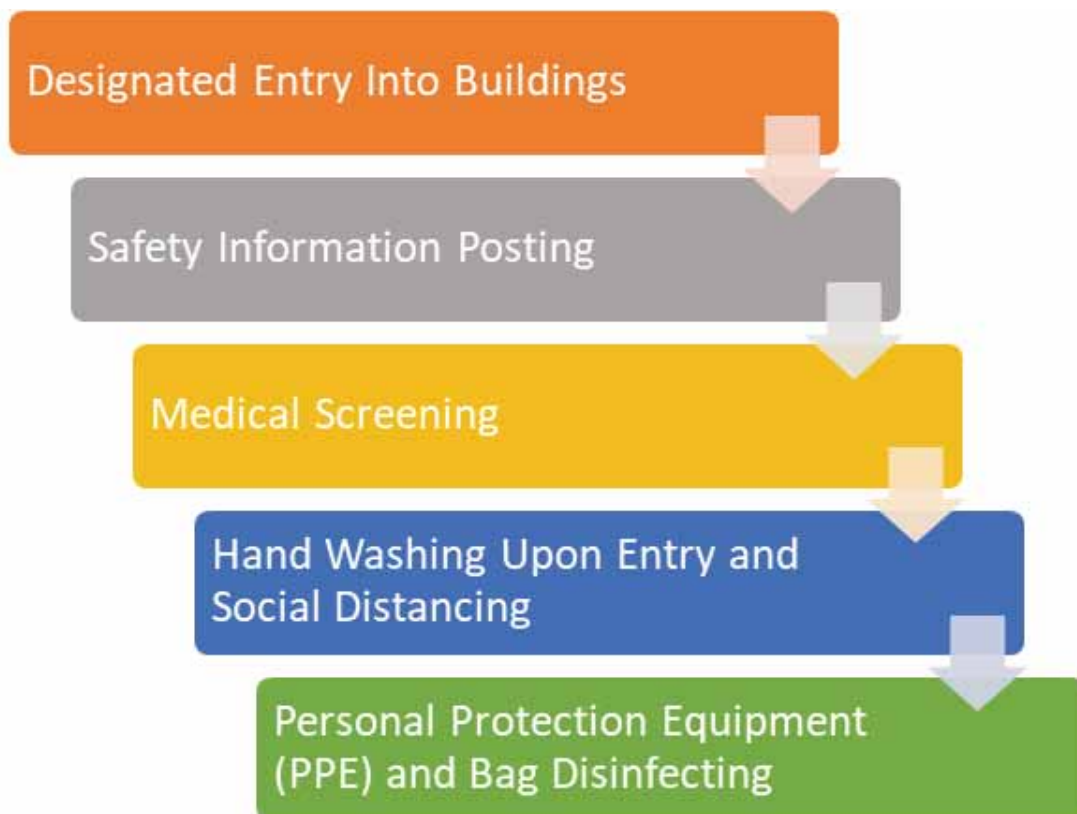 Designated Entry Into Buildings
Safety Information Posting
Medical Screening
Hand Washing Upon Entry and
Social Distancing
Personal Protection Equipment
(PPE) and Bag Disinfecting